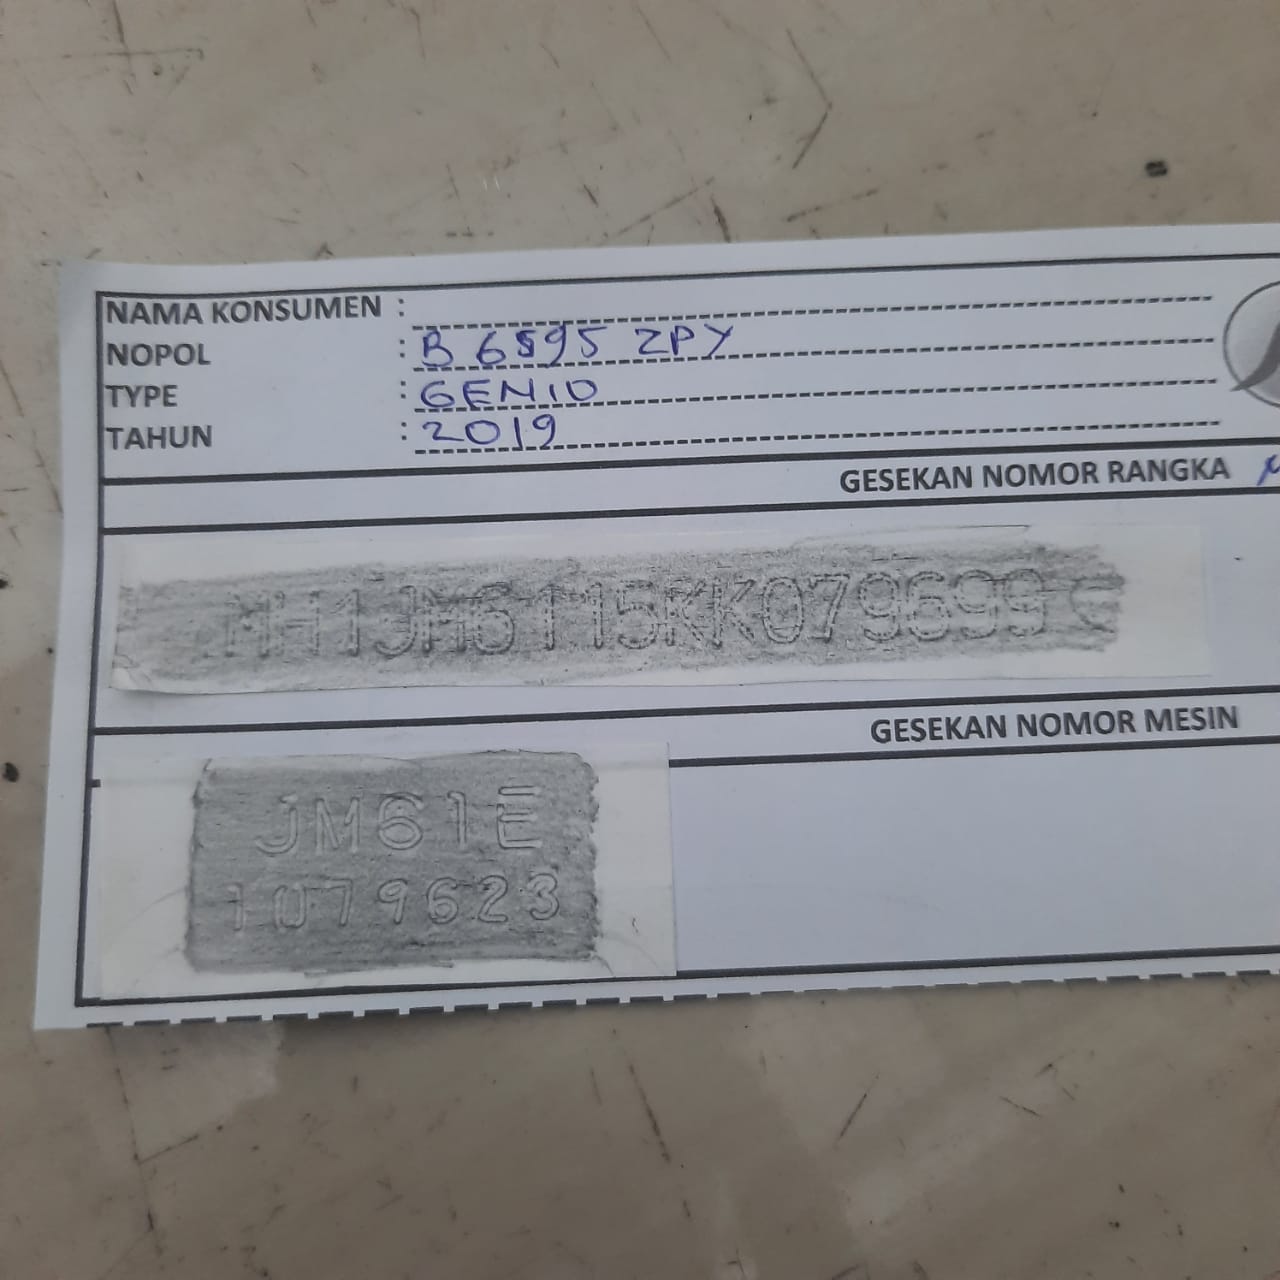 NAMA KONSUMEN :
NOPOL : B 6595 ZPY
TYPE : GENIO
TAHUN : 2019
GESEKAN NOMOR RANGKA
MH1JM6115KK079699
GESEKAN NOMOR MESIN
JM61E
1079623